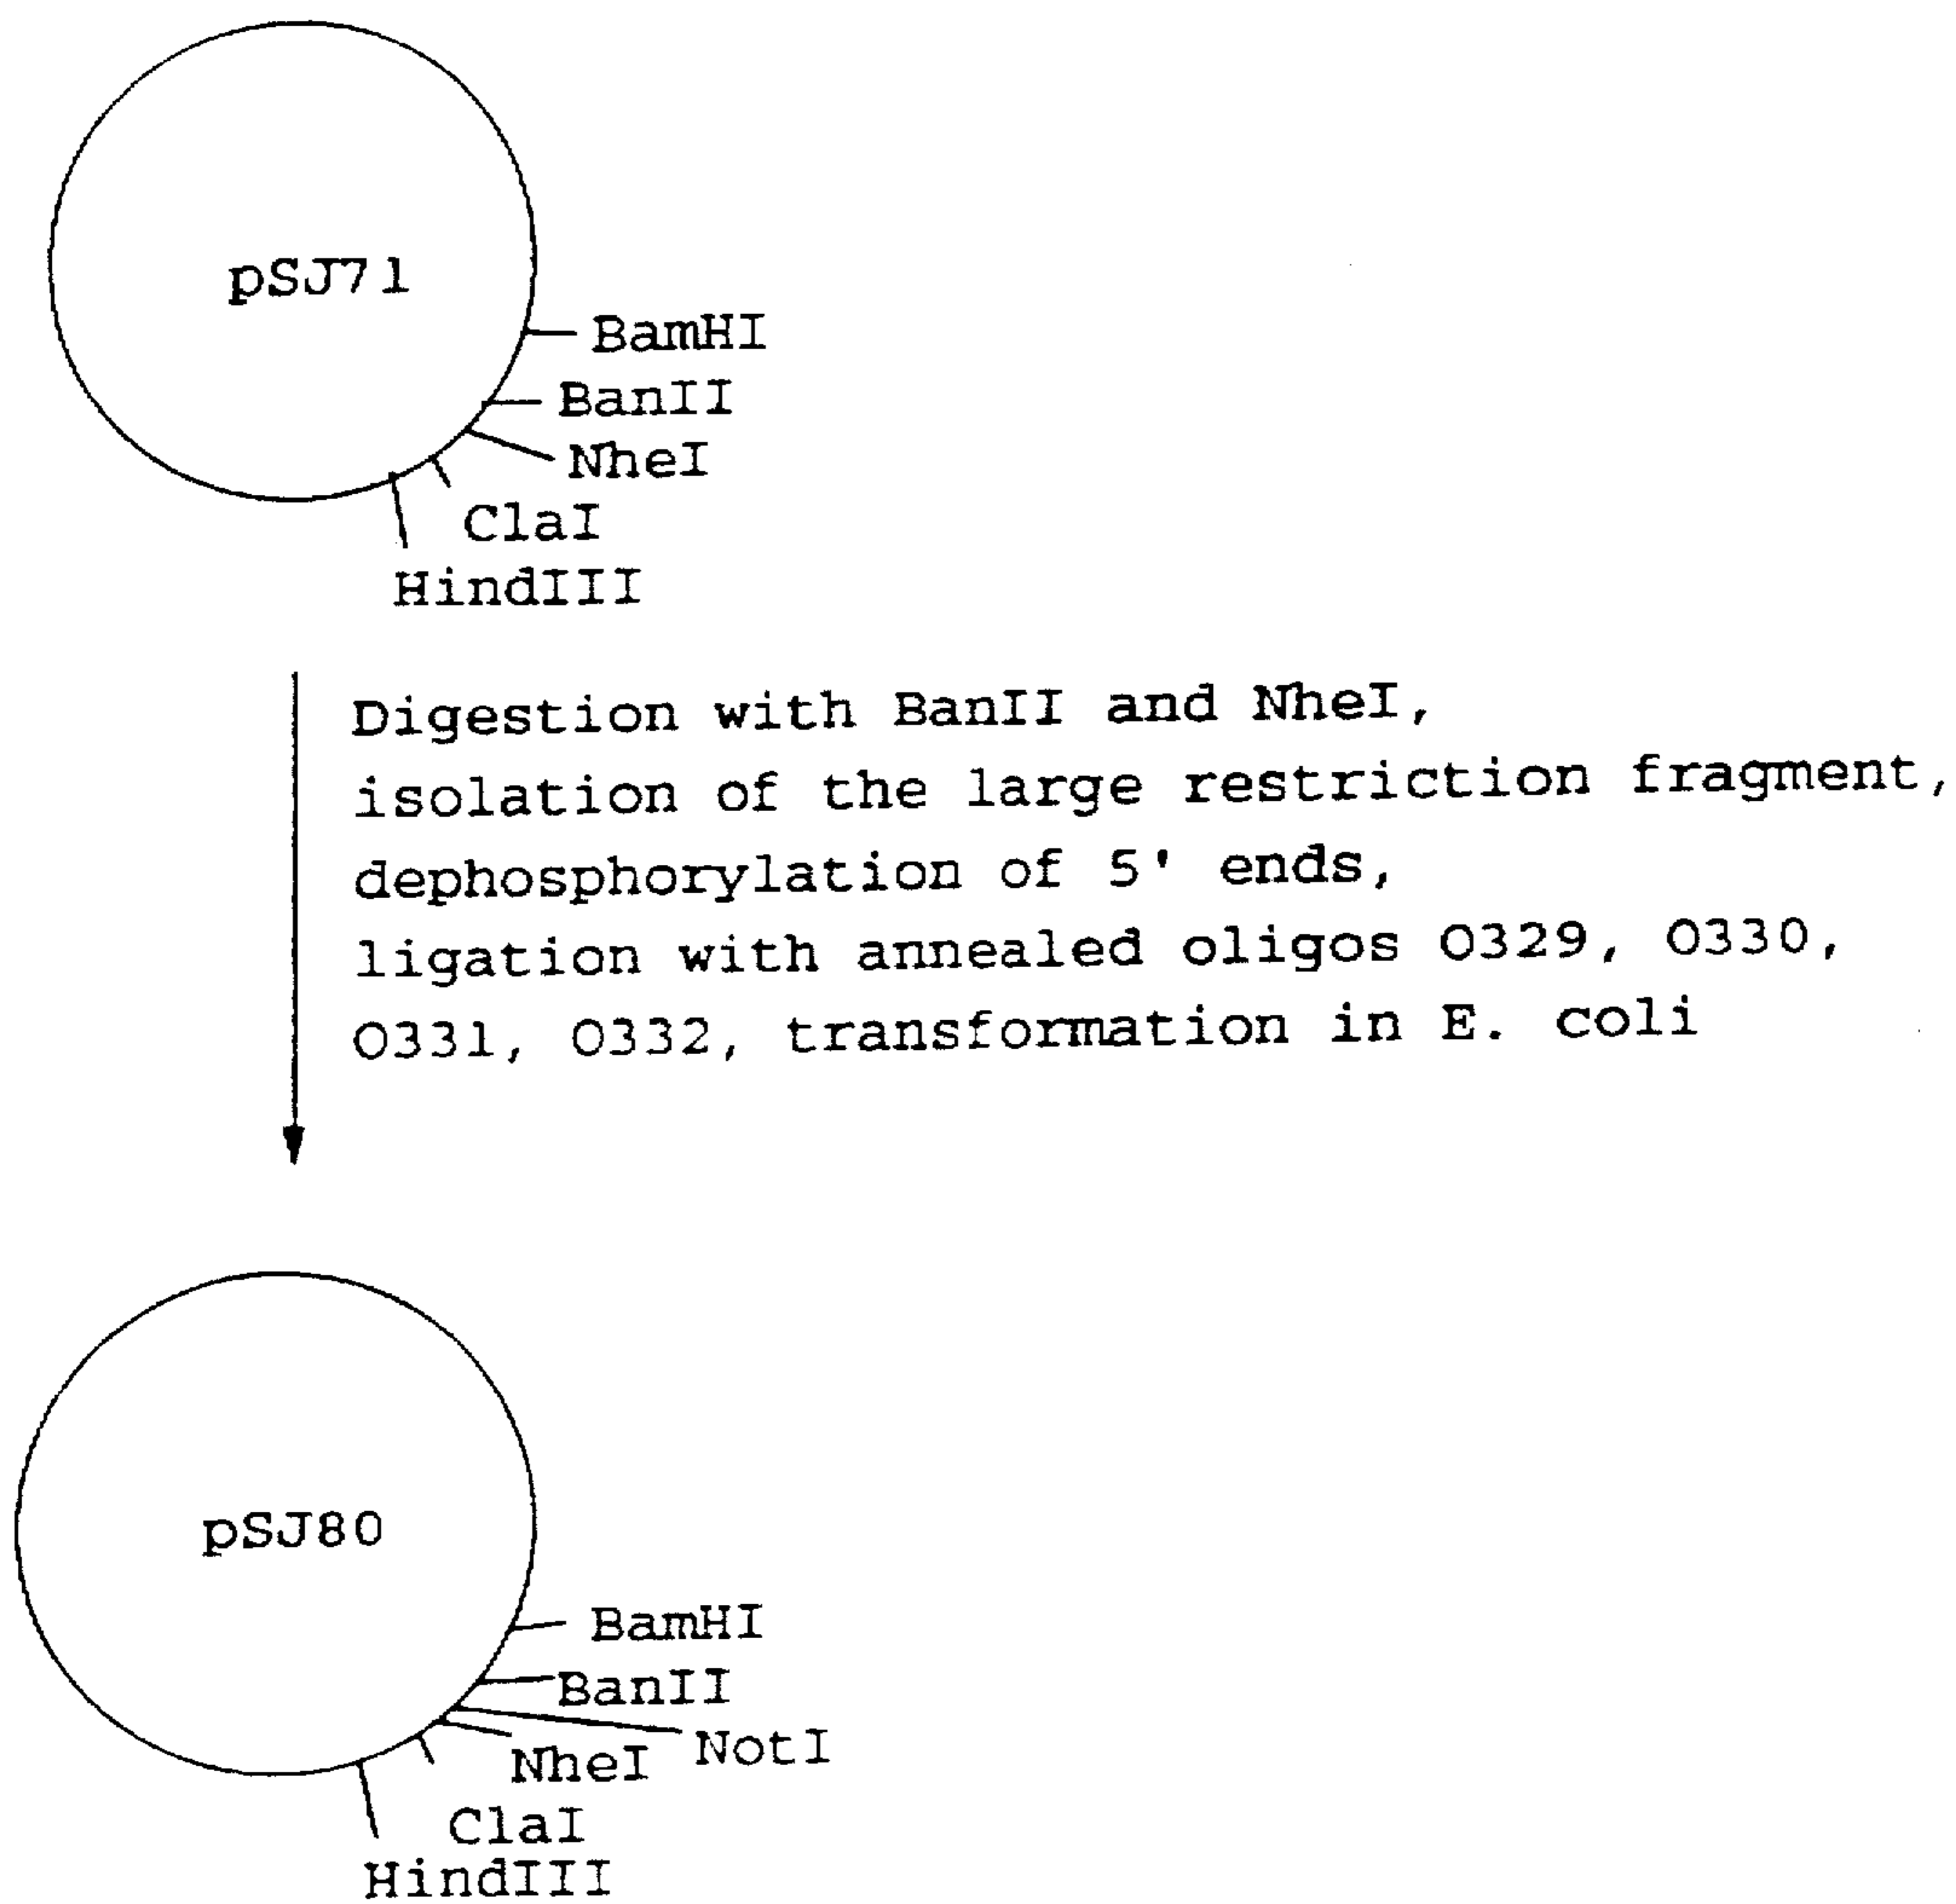 pSJ71
BamHI
BanII
NheI
ClaI
HindIII
Digestion with BanII and NheI,
isolation of the large restriction fragment,
dephosphorylation of 5' ends,
ligation with annealed oligos O329, O330,
O331, O332, transformation in E. coli
pSJ80
BamHI
BanII
NotI
NheI
ClaI
HindIII